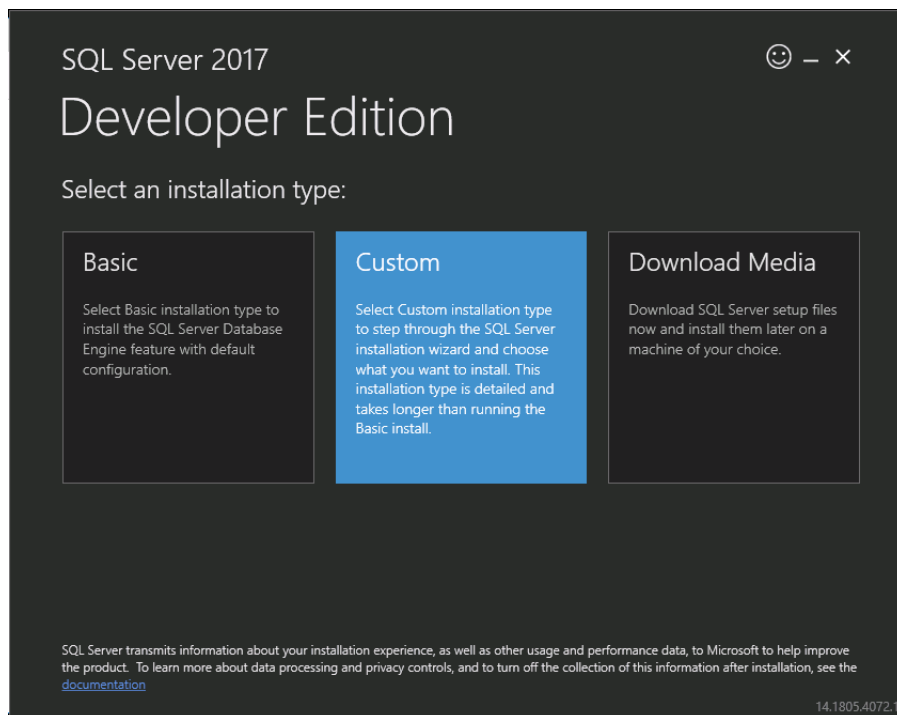 SQL Server 2017
Developer Edition
Select an installation type:
Basic
Select Basic installation type to
install the SQL Server Database
Engine feature with default
configuration.
Custom
Select Custom installation type
to step through the SQL Server
installation wizard and choose
what you want to install. This
installation type is detailed and
takes longer than running the
Basic install.
Download Media
Download SQL Server setup files
now and install them later on a
machine of your choice.
SQL Server transmits information about your installation experience, as well as other usage and performance data, to Microsoft to help improve
the product.  To learn more about data processing and privacy controls, and to turn off the collection of this information after installation, see the
documentation
14.1805.4072.1